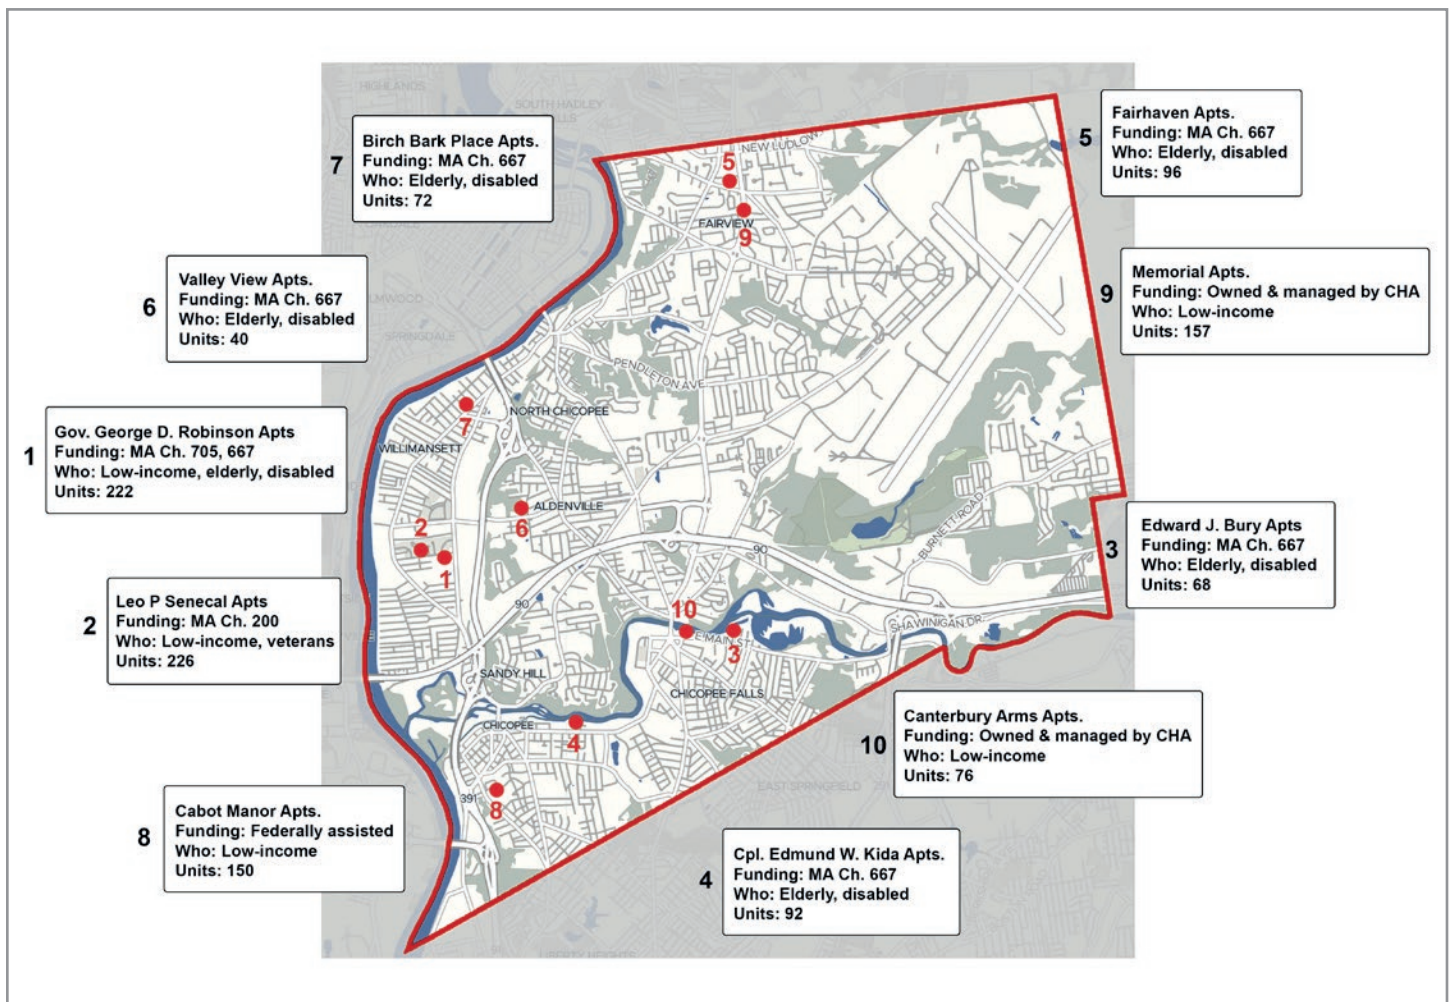 HIGHLANDS
SOUTH HADLEY
7
Birch Bark Place Apts.
Funding: MA Ch. 667
Who: Elderly, disabled
Units: 72
5
Fairhaven Apts.
Funding: MA Ch. 667
Who: Elderly, disabled
Units: 96
NEW LUDLOW
5
FAIRVIEW
9
6
Valley View Apts.
Funding: MA Ch. 667
Who: Elderly, disabled
Units: 40
SPRINGDALE
9
Memorial Apts.
Funding: Owned & managed by CHA
Who: Low-income
Units: 157
PENDLETON AVE
NORTH CHICOPEE
7
WILLIMANSETT
1
Gov. George D. Robinson Apts
Funding: MA Ch. 705, 667
Who: Low-income, elderly, disabled
Units: 222
ALDENVILLE
6
2
1
90
BURNETT ROAD
3
Edward J. Bury Apts
Funding: MA Ch. 667
Who: Elderly, disabled
Units: 68
2
Leo P Senecal Apts
Funding: MA Ch. 200
Who: Low-income, veterans
Units: 226
90
10
E MAIN ST
3
SHAWINIGAN DR
SANDY HILL
CHICOPEE FALLS
CHICOPEE
4
10
Canterbury Arms Apts.
Funding: Owned & managed by CHA
Who: Low-income
Units: 76
EAST SPRINGFIELD
391
8
8
Cabot Manor Apts.
Funding: Federally assisted
Who: Low-income
Units: 150
4
Cpl. Edmund W. Kida Apts.
Funding: MA Ch. 667
Who: Elderly, disabled
Units: 92
LIBERTY HEIGHTS